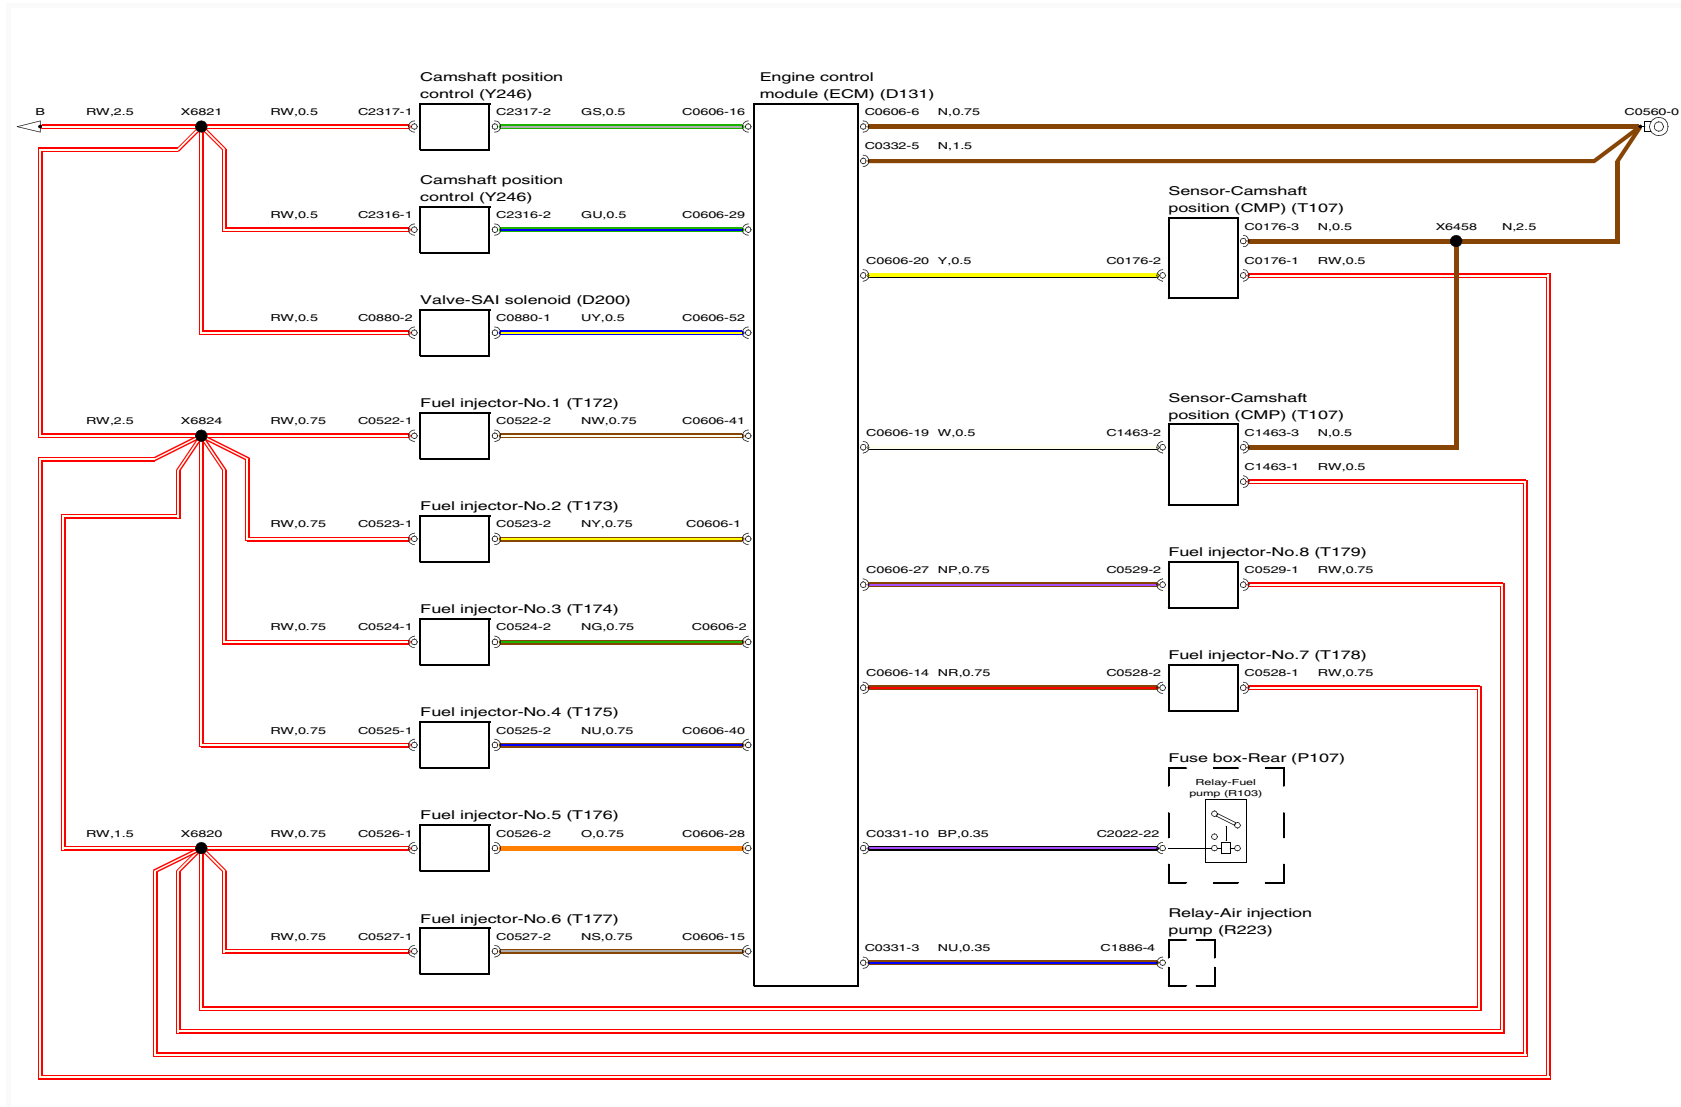 Camshaft position
control (Y246)
Engine control
module (ECM) (D131)
B RW,2.5 X6821 RW,0.5 C2317-1 C2317-2 GS,0.5 C0606-16 C0606-6 N,0.75 C0560-0
C0332-5 N,1.5
Camshaft position
control (Y246)
Sensor-Camshaft
position (CMP) (T107)
RW,0.5 C2316-1 C2316-2 GU,0.5 C0606-29 C0176-3 N,0.5 X6458 N,2.5
C0606-20 Y,0.5 C0176-2 C0176-1 RW,0.5
Valve-SAI solenoid (D200)
RW,0.5 C0880-2 C0880-1 UY,0.5 C0606-52
Fuel injector-No.1 (T172)
Sensor-Camshaft
position (CMP) (T107)
RW,2.5 X6824 RW,0.75 C0522-1 C0522-2 NW,0.75 C0606-41
C0606-19 W,0.5 C1463-2 C1463-3 N,0.5
C1463-1 RW,0.5
Fuel injector-No.2 (T173)
RW,0.75 C0523-1 C0523-2 NY,0.75 C0606-1
Fuel injector-No.8 (T179)
C0606-27 NP,0.75 C0529-2 C0529-1 RW,0.75
Fuel injector-No.3 (T174)
RW,0.75 C0524-1 C0524-2 NG,0.75 C0606-2
Fuel injector-No.7 (T178)
C0606-14 NR,0.75 C0528-2 C0528-1 RW,0.75
Fuel injector-No.4 (T175)
RW,0.75 C0525-1 C0525-2 NU,0.75 C0606-40
Fuse box-Rear (P107)
Relay-Fuel
pump (R103)
Fuel injector-No.5 (T176)
RW,1.5 X6820 RW,0.75 C0526-1 C0526-2 O,0.75 C0606-28 C0331-10 BP,0.35 C2022-22
Fuel injector-No.6 (T177)
Relay-Air injection
pump (R223)
RW,0.75 C0527-1 C0527-2 NS,0.75 C0606-15
C0331-3 NU,0.35 C1886-4